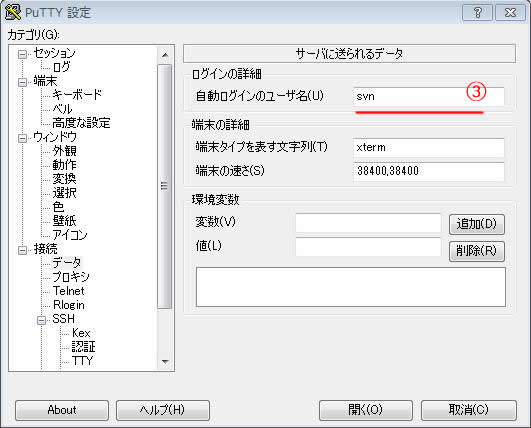 PuTTY 設定
カテゴリ(G):
セッション
ログ
端末
キーボード
ベル
高度な設定
ウィンドウ
外観
動作
変換
選択
色
壁紙
アイコン
接続
データ
プロキシ
Telnet
Rlogin
SSH
Kex
認証
TTY
サーバに送られるデータ
ログインの詳細
自動ログインのユーザ名(U) svn ③
端末の詳細
端末タイプを表す文字列(T) xterm
端末の速さ(S) 38400,38400
環境変数
変数(V) 追加(D)
値(L) 削除(R)
About ヘルプ(H) 開く(O) 取消(C)